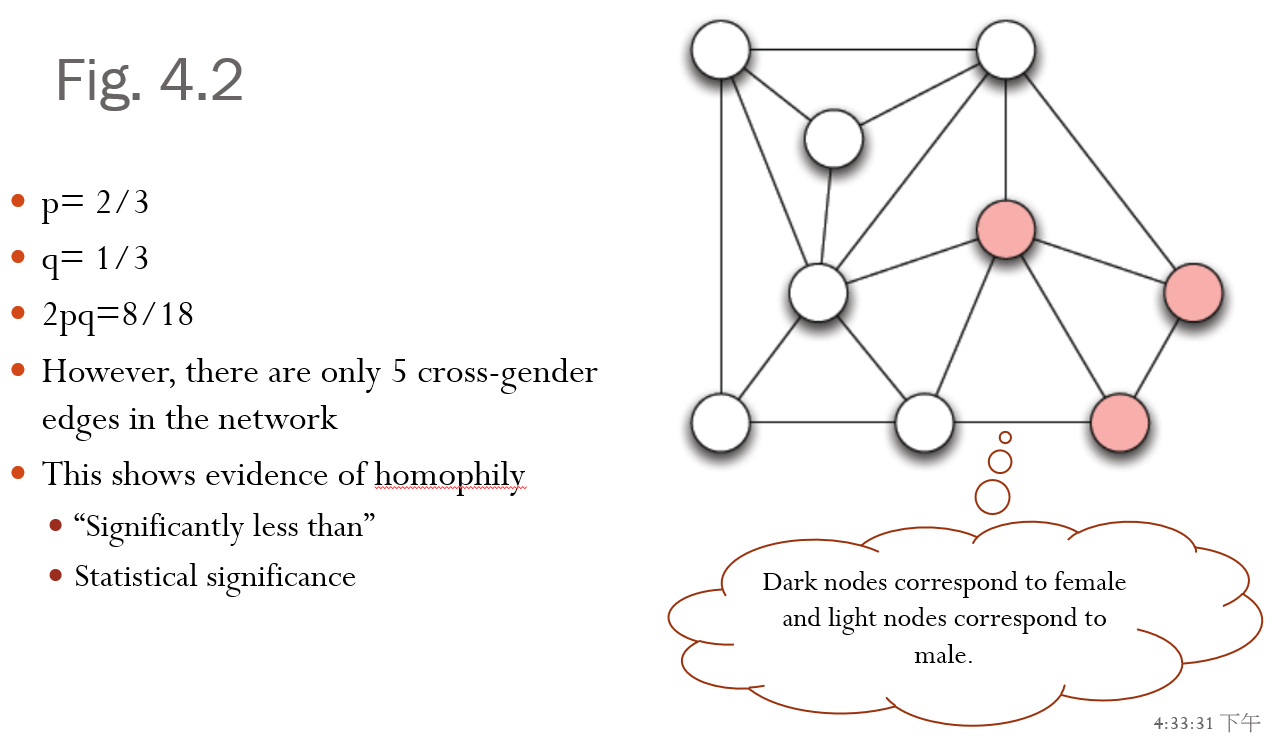 Fig. 4.2
p= 2/3
q= 1/3
2pq=8/18
However, there are only 5 cross-gender
edges in the network
This shows evidence of homophily
“Significantly less than”
Statistical significance
Dark nodes correspond to female
and light nodes correspond to
male.
4:33:31 下午